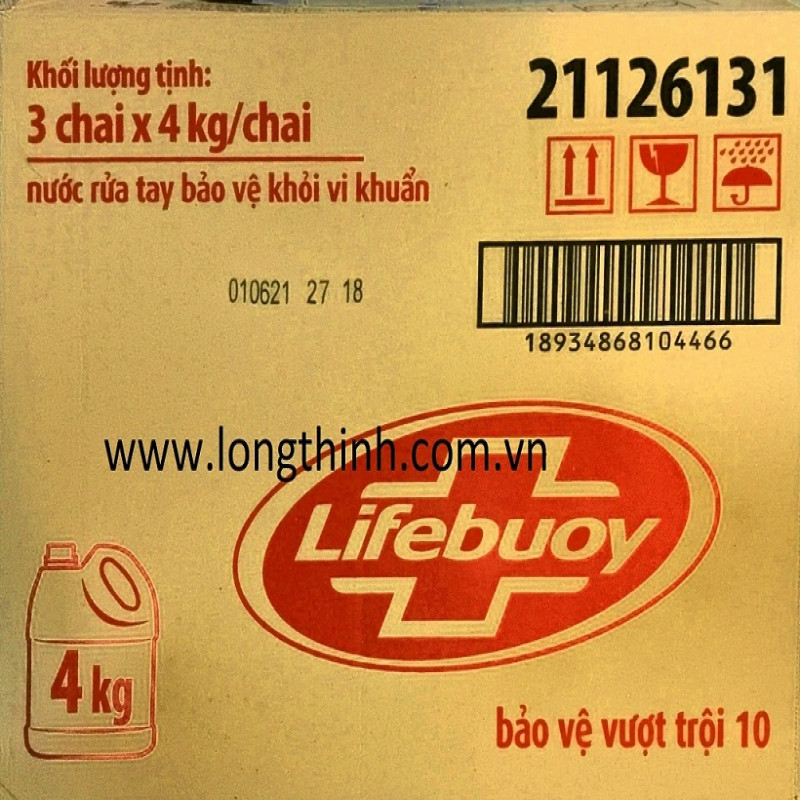 Khối lượng tịnh:
3 chai x 4 kg/chai
nước rửa tay bảo vệ khỏi vi khuẩn
21126131
18934868104466
010621 27 18
www.longthinh.com.vn
Lifebuoy
4 kg
bảo vệ vượt trội 10